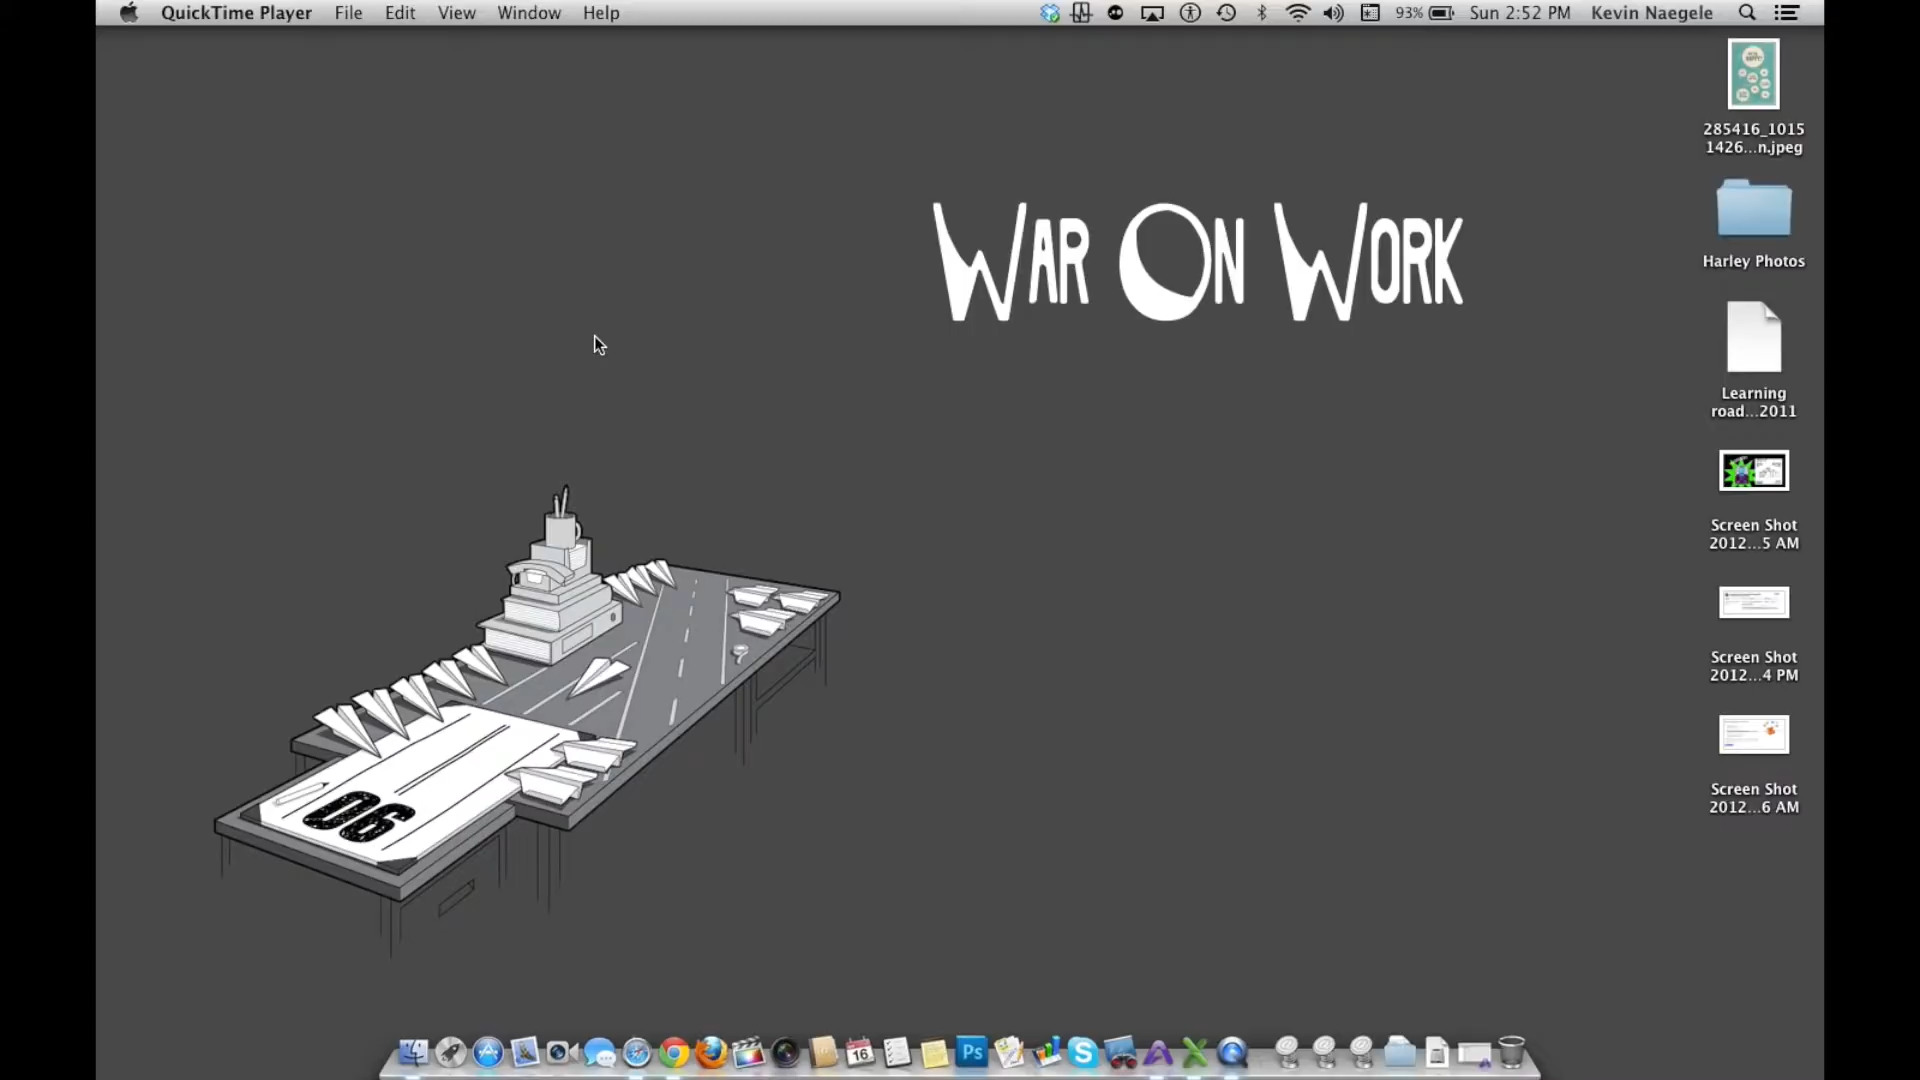 QuickTime Player File Edit View Window Help 93% Sun 2:52 PM Kevin Naegele
285416_1015
1426...n.jpeg
WAR ON WORK
Harley Photos
Learning
road...2011
Screen Shot
2012...5 AM
Screen Shot
2012...4 PM
Screen Shot
2012...6 AM
06
16
Ps